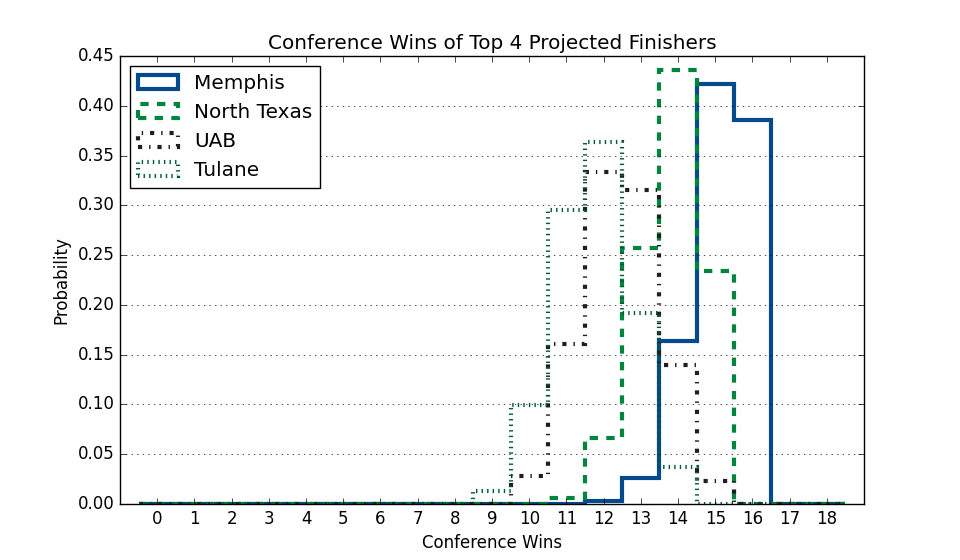 Conference Wins of Top 4 Projected Finishers
0.45
0.40
0.35
0.30
0.25
0.20
0.15
0.10
0.05
0.00
Probability
Memphis
North Texas
UAB
Tulane
0 1 2 3 4 5 6 7 8 9 10 11 12 13 14 15 16 17 18
Conference Wins